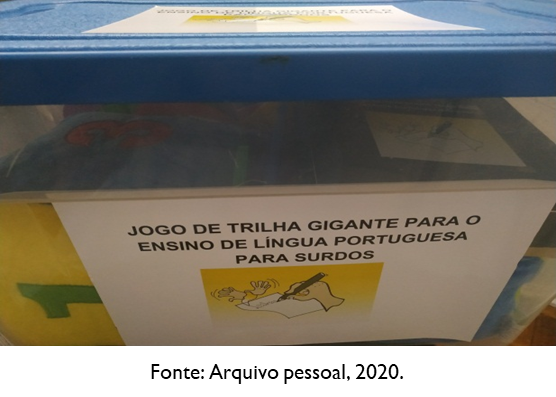 JOGO DE TRILHA GIGANTE PARA O
ENSINO DE LÍNGUA PORTUGUESA
PARA SURDOS
Fonte: Arquivo pessoal, 2020.